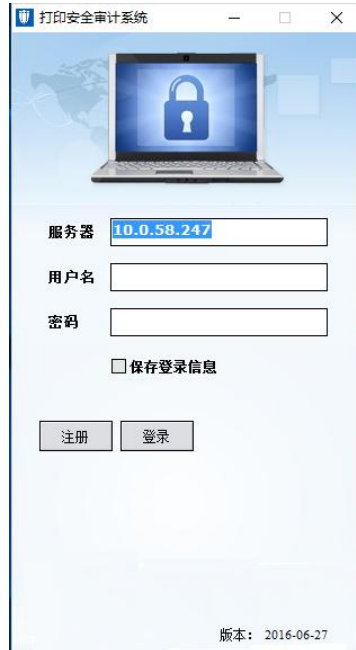 打印安全审计系统
服务器 10.0.58.247
用户名
密码
保存登录信息
注册 登录
版本： 2016-06-27